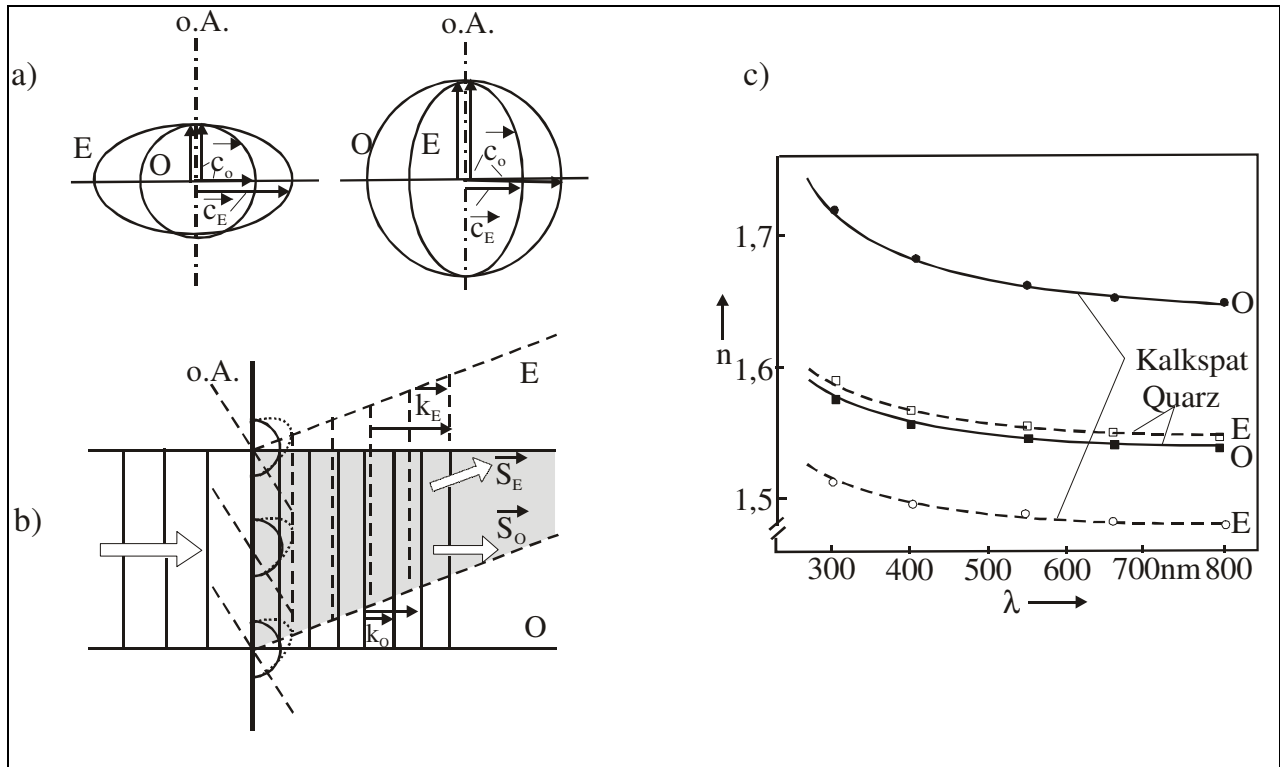 a)
o.A.
E
O
c_o
c_E
o.A.
O
E
c_o
c_E
b)
o.A.
E
k_E
S_E
S_O
k_O
O
c)
1,7
n
1,6
1,5
O
Kalkspat
Quarz
E
O
E
300 400 500 600 700nm 800
λ